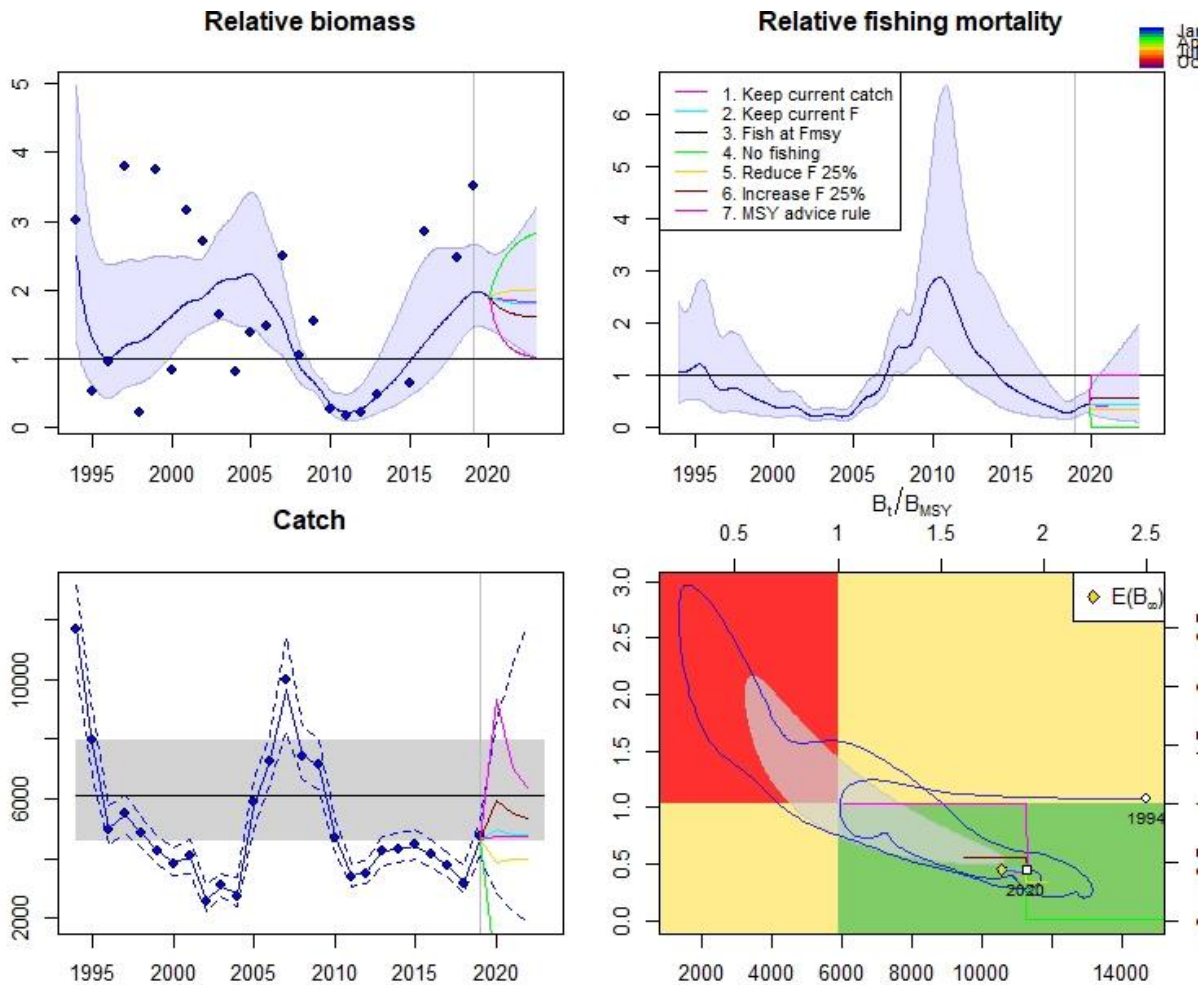 Relative biomass
5
4
3
2
1
0
1995 2000 2005 2010 2015 2020
Relative fishing mortality
Jan
1. Keep current catch
2. Keep current F
3. Fish at Fmsy
4. No fishing
5. Reduce F 25%
6. Increase F 25%
7. MSY advice rule
6
5
4
3
2
1
0
1995 2000 2005 2010 2015 2020
Catch
10000
6000
2000
1995 2000 2005 2010 2015 2020
Bt/BMSY
0.5 1 1.5 2 2.5
E(B∞)
3.0
2.5
2.0
1.5
1.0
0.5
0.0
1994
2020
2000 4000 6000 8000 10000 14000